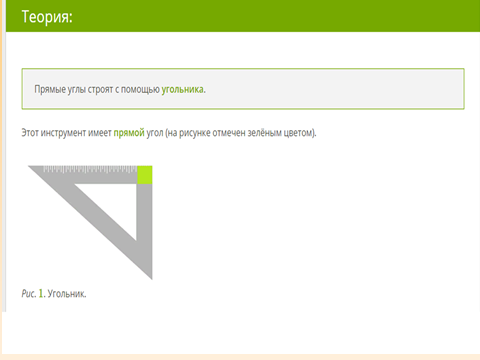 Теория:
Прямые углы строят с помощью угольника.
Этот инструмент имеет прямой угол (на рисунке отмечен зелёным цветом).
Рис. 1. Угольник.